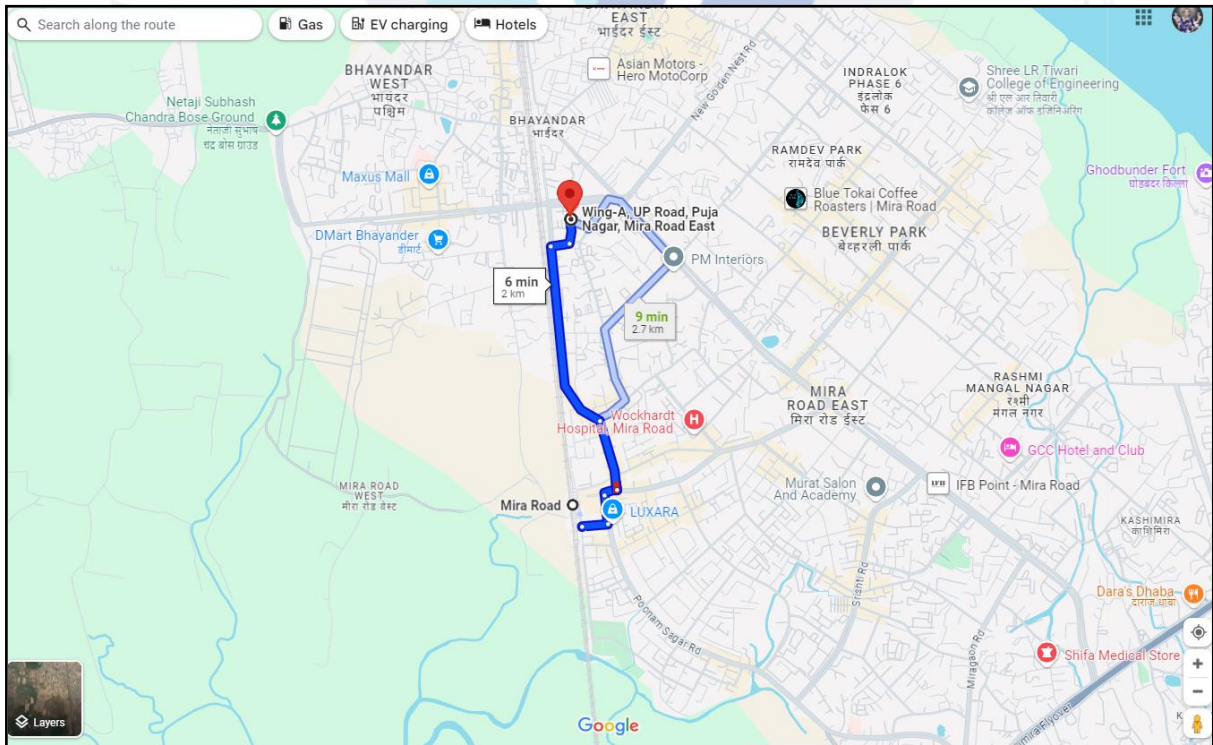 Search along the route
Gas
EV charging
Hotels
EAST
भाईंदर ईस्ट
Asian Motors -
Hero MotoCorp
New Golden Nest Rd
BHAYANDAR
WEST
भायदर
पश्चिम
INDRALOK
PHASE 6
इंद्रलोक
फेस 6
Shree LR Tiwari
College of Engineering
श्री एल आर तिवारी
कॉलेज ऑफ इंजिनिअरिंग
Netaji Subhash
Chandra Bose Ground
नेताजी सुभाष
चंद्र बोस ग्राउंड
BHAYANDAR
भाईंदर
RAMDEV PARK
रामदेव पार्क
Ghodbunder Fort
घोडबंदर किल्ला
Maxus Mall
Blue Tokai Coffee
Roasters | Mira Road
Wing-A, UP Road, Puja
Nagar, Mira Road East
BEVERLY PARK
बेव्हरली पार्क
DMart Bhayander
डीमार्ट
PM Interiors
6 min
2 km
9 min
2.7 km
MIRA
ROAD EAST
मिरा रोड ईस्ट
RASHMI
MANGAL NAGAR
रश्मी
मंगल नगर
Wockhardt
Hospital, Mira Road
GCC Hotel and Club
MIRA ROAD
WEST
मीरा रोड वेस्ट
Murat Salon
And Academy
IFB
IFB Point - Mira Road
Mira Road
LUXARA
KASHIMIRA
काशिमिरा
Srishti Rd
Poonam Sagar Rd
Dara's Dhaba
दाराज धाबा
Miragaon Rd
Shifa Medical Store
Layers
Google
mira Flyover